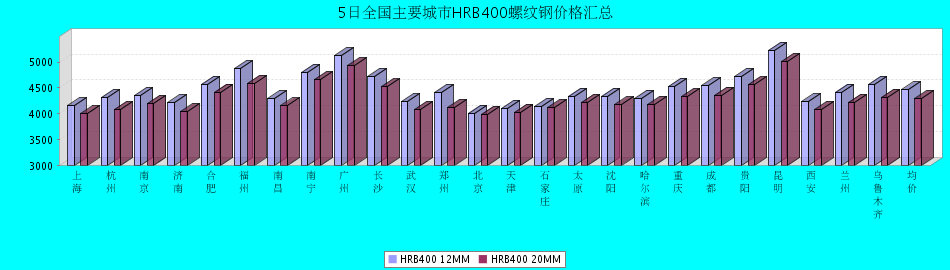 5日全国主要城市HRB400螺纹钢价格汇总
5000
4500
4000
3500
3000
上海
杭州
南京
济南
合肥
福州
南昌
南宁
广州
长沙
武汉
郑州
北京
天津
石家庄
太原
沈阳
哈尔滨
重庆
成都
贵阳
昆明
西安
兰州
乌鲁木齐
均价
HRB400 12MM HRB400 20MM